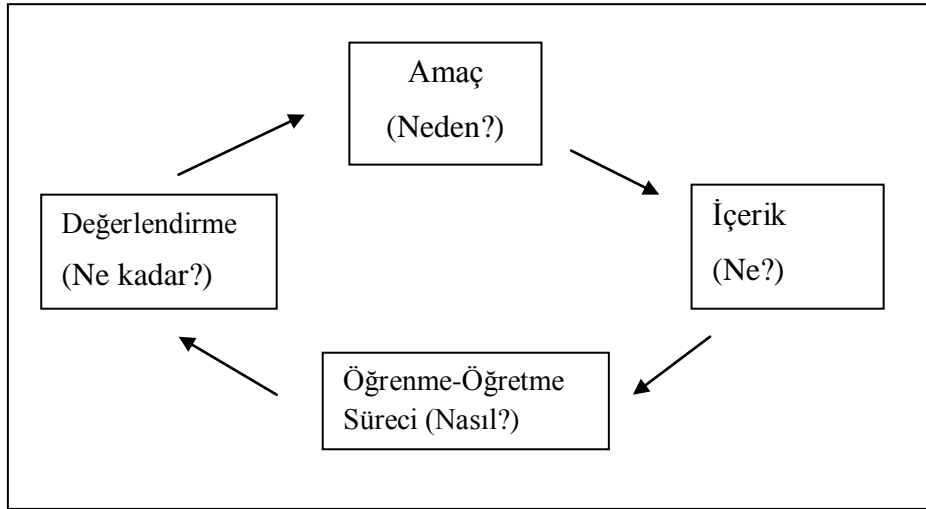 Amaç
(Neden?)
İçerik
(Ne?)
Öğrenme-Öğretme
Süreci (Nasıl?)
Değerlendirme
(Ne kadar?)